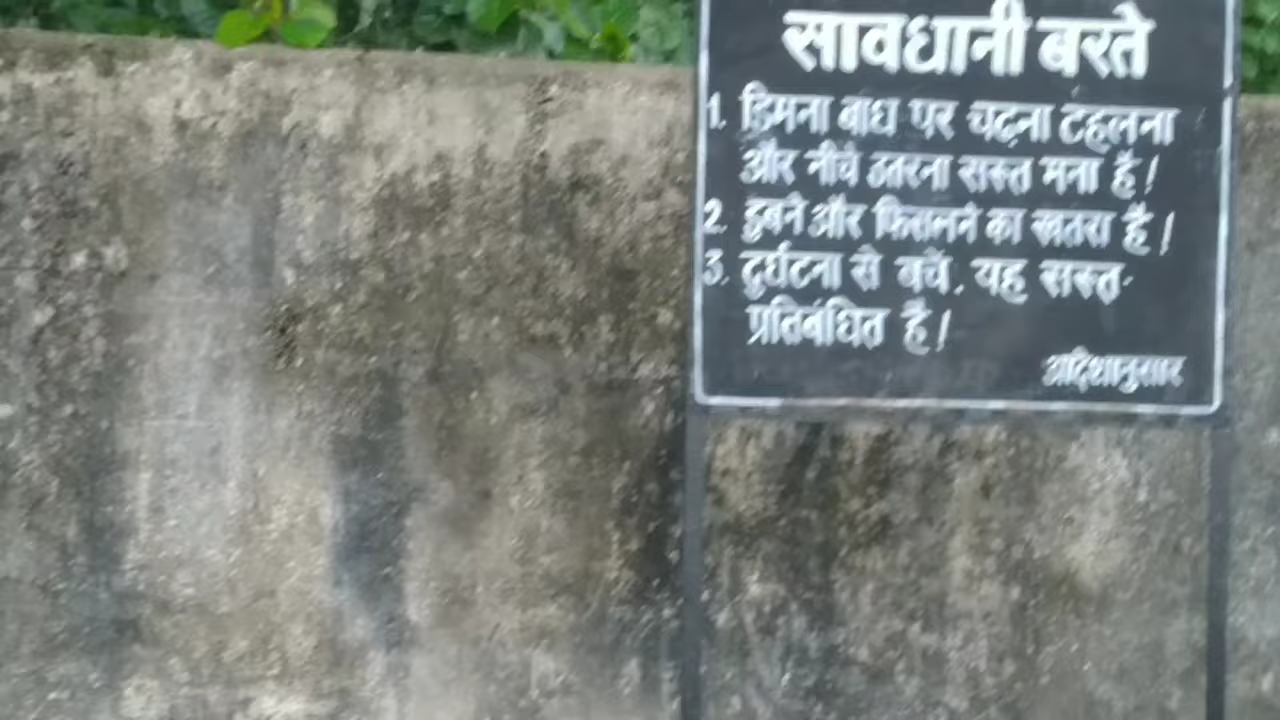 सावधानी बरते
1. डिमना बाध पर चढ़ना टहलना
और नीचे उतरना सख्त मना है।
2. डुबने और फिसलने का खतरा है।
3. दुर्घटना से बचें. यह सख्त
प्रतिबंधित है।
आदेशानुसार